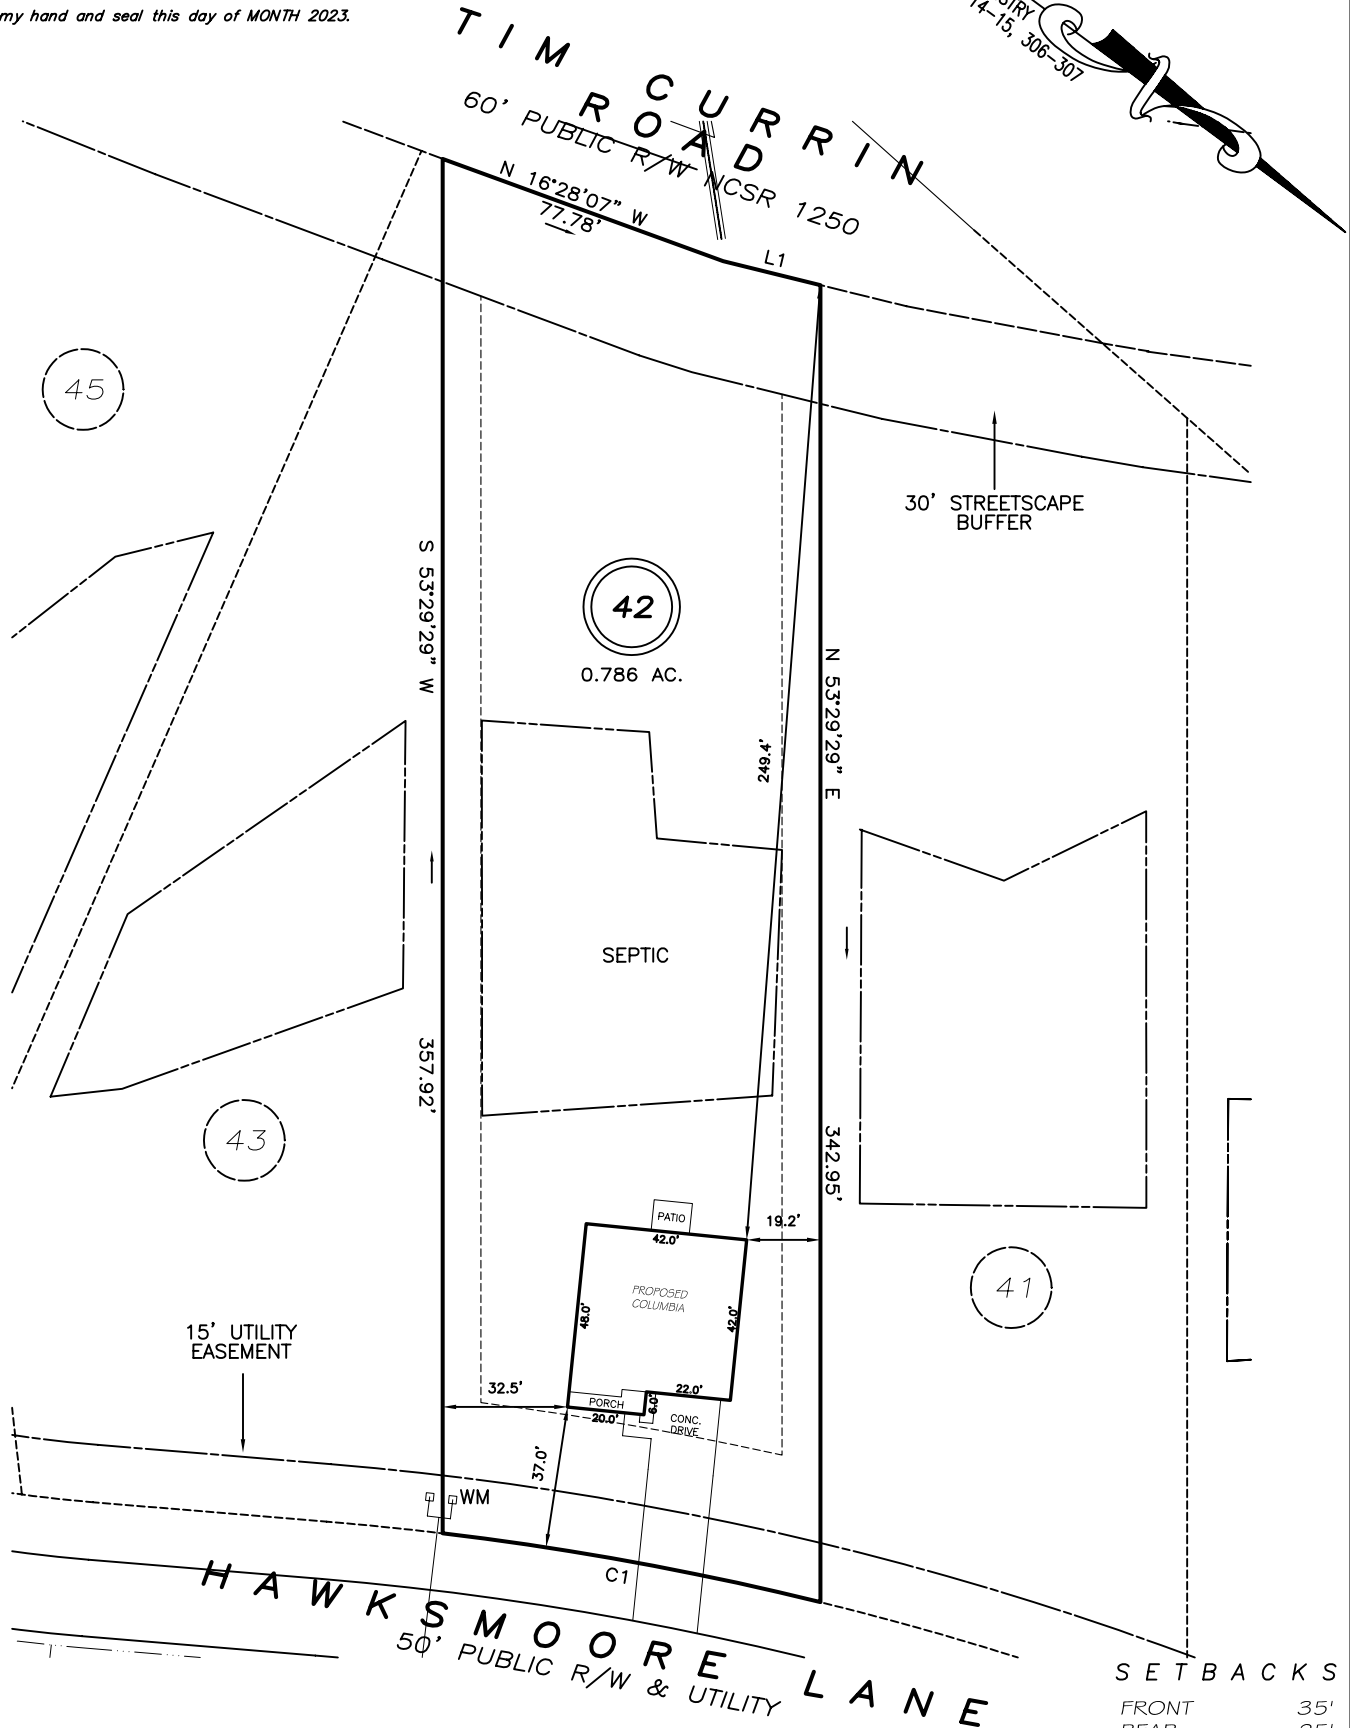 my hand and seal this day of MONTH 2023.
14-15, 306-307
TIM CURRIN
ROAD
60' PUBLIC R/W NCSR 1250
N 16°28'07" W
77.78'
L1
45
30' STREETSCAPE
BUFFER
S 53°29'29" W
42
0.786 AC.
N 53°29'29" E
249.4'
SEPTIC
357.92'
43
342.95'
PATIO
42.0'
19.2'
PROPOSED
COLUMBIA
48.0'
42.0'
41
15' UTILITY
EASEMENT
32.5'
22.0'
PORCH
6.0'
20.0'
CONC.
DRIVE
37.0'
WM
C1
HAWKSMOORE LANE
50' PUBLIC R/W & UTILITY
SETBACKS
FRONT 35'